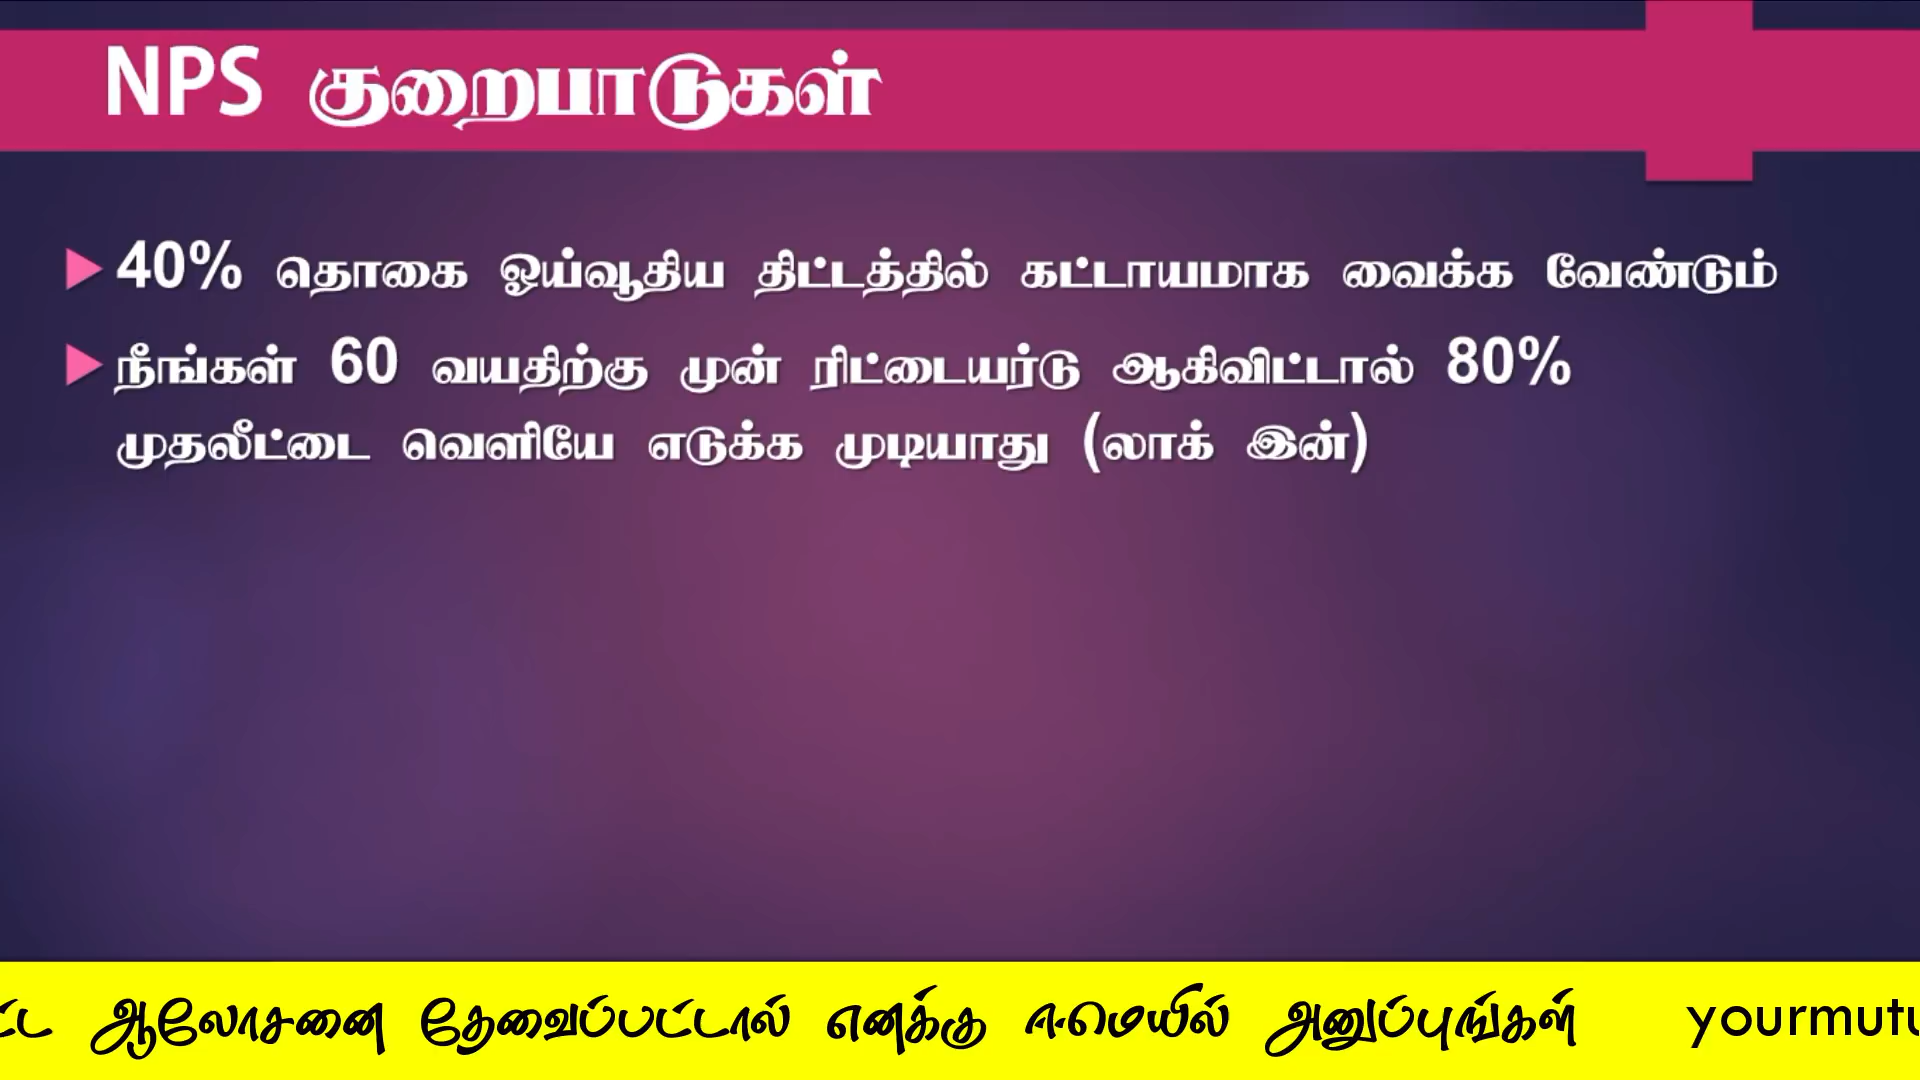 NPS குறைபாடுகள்
40% தொகை ஓய்வூதிய திட்டத்தில் கட்டாயமாக வைக்க வேண்டும்
நீங்கள் 60 வயதிற்கு முன் ரிட்டையர்டு ஆகிவிட்டால் 80%
முதலீட்டை வெளியே எடுக்க முடியாது (லாக் இன்)
ஆலோசனை தேவைப்பட்டால் எனக்கு ஈ-மெயில் அனுப்புங்கள் yourmutu